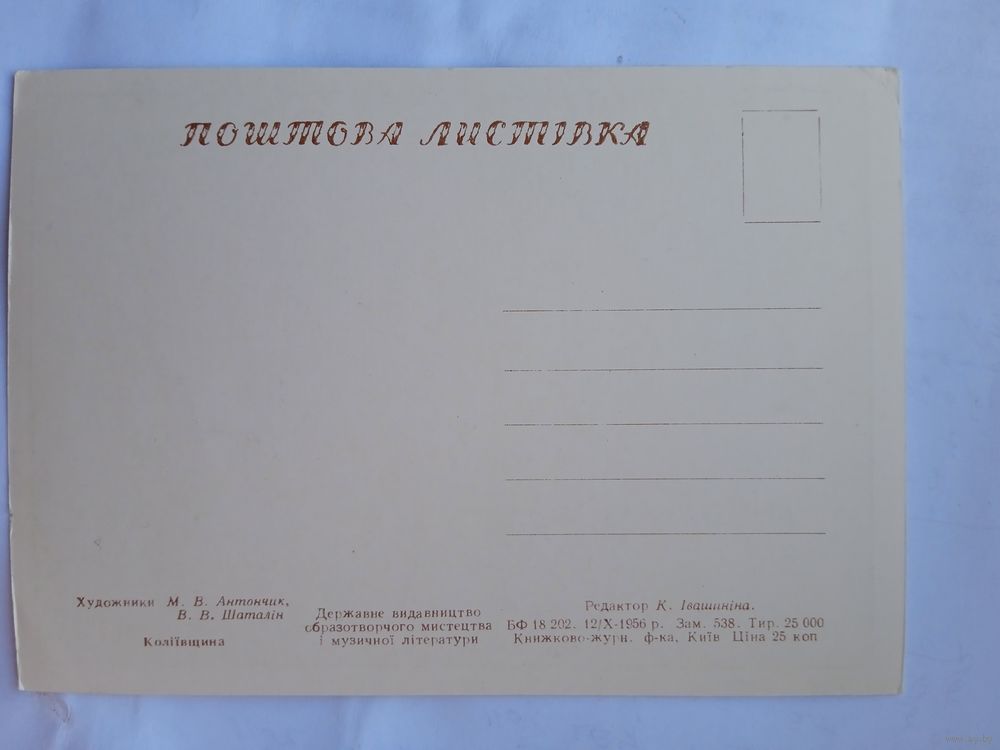 ПОШТОВА ЛИСТІВКА
Художники М. В. Антончик,
В. В. Шаталін
Коліївщина
Державне видавництво
образотворчого мистецтва
і музичної літератури
Редактор К. Івашиніна.
БФ 18 202. 12/X-1956 р. Зам. 538. Тир. 25 000
Книжково-журн. ф-ка, Київ Ціна 25 коп